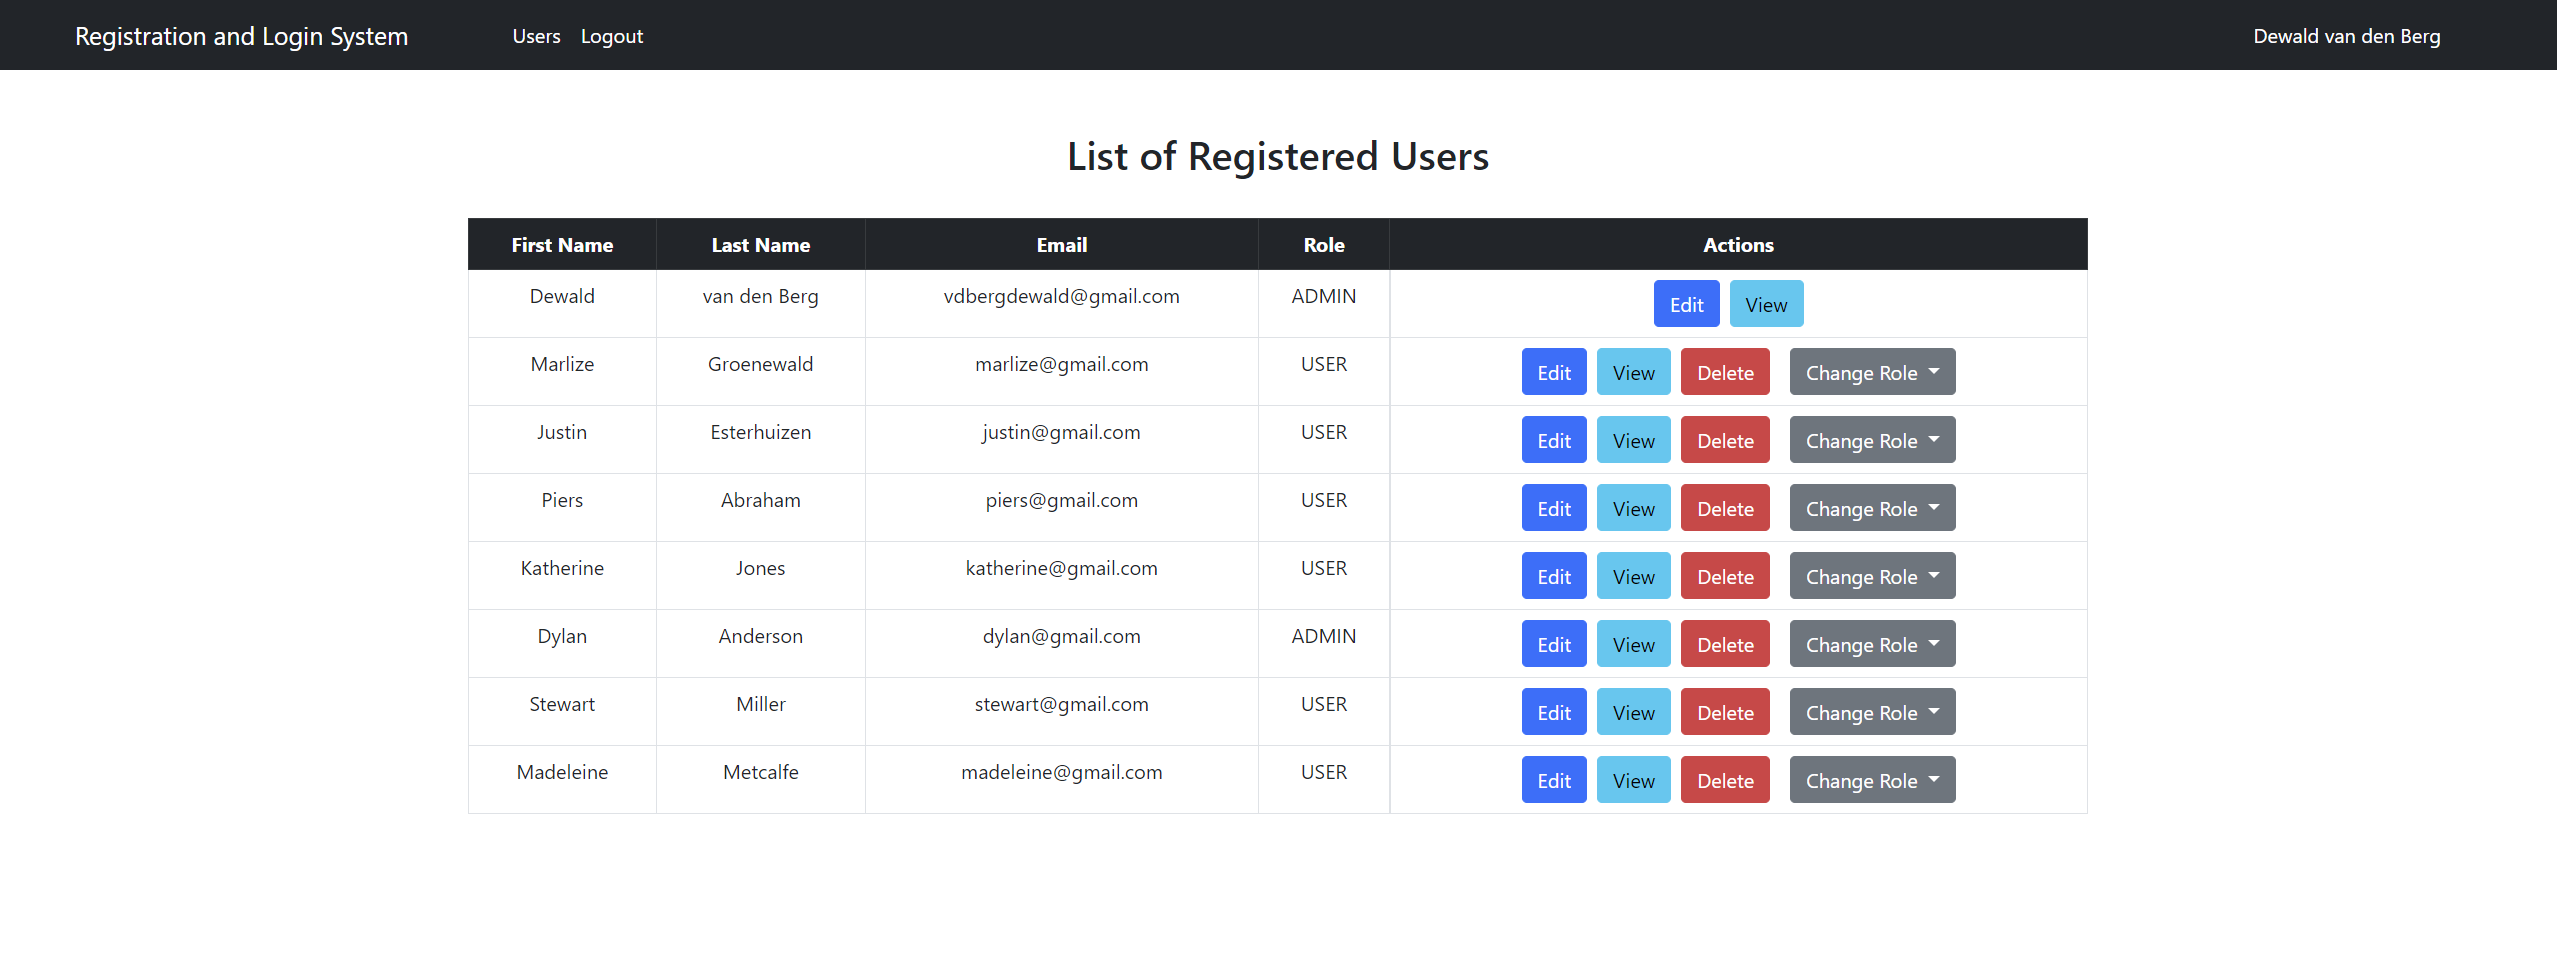 Registration and Login System Users Logout Dewald van den Berg
List of Registered Users
First Name Last Name Email Role Actions
Dewald van den Berg vdbergdewald@gmail.com ADMIN Edit View
Marlize Groenewald marlize@gmail.com USER Edit View Delete Change Role
Justin Esterhuizen justin@gmail.com USER Edit View Delete Change Role
Piers Abraham piers@gmail.com USER Edit View Delete Change Role
Katherine Jones katherine@gmail.com USER Edit View Delete Change Role
Dylan Anderson dylan@gmail.com ADMIN Edit View Delete Change Role
Stewart Miller stewart@gmail.com USER Edit View Delete Change Role
Madeleine Metcalfe madeleine@gmail.com USER Edit View Delete Change Role